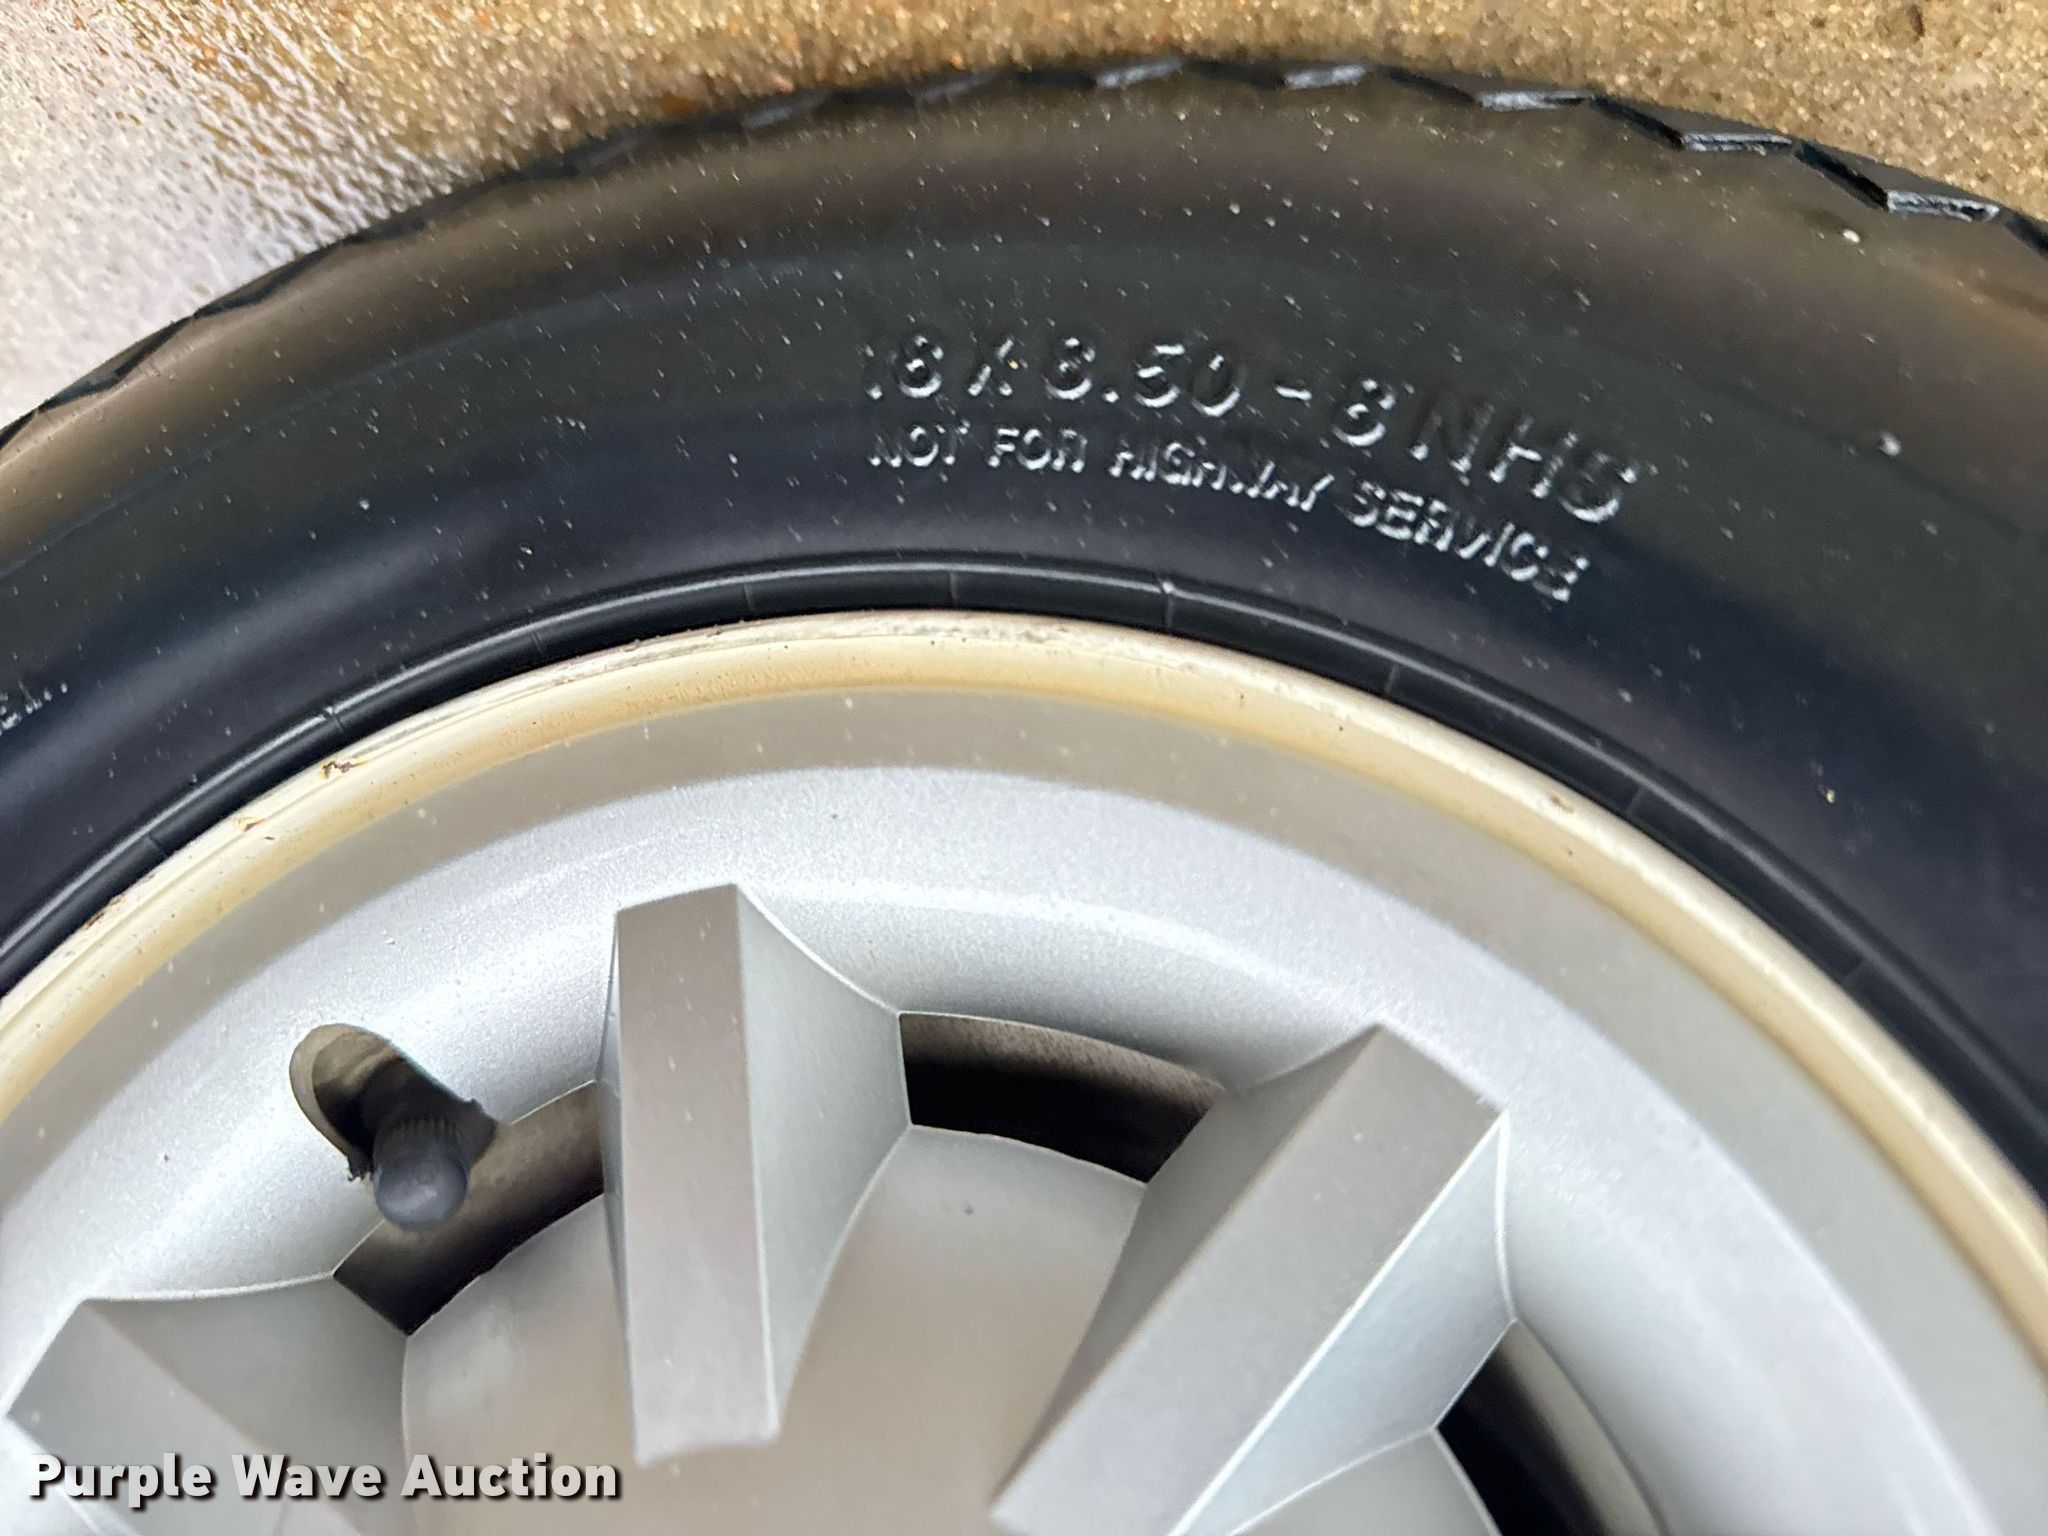 18 X 8.50 - 8 NHS
NOT FOR HIGHWAY SERVICE
Purple Wave Auction